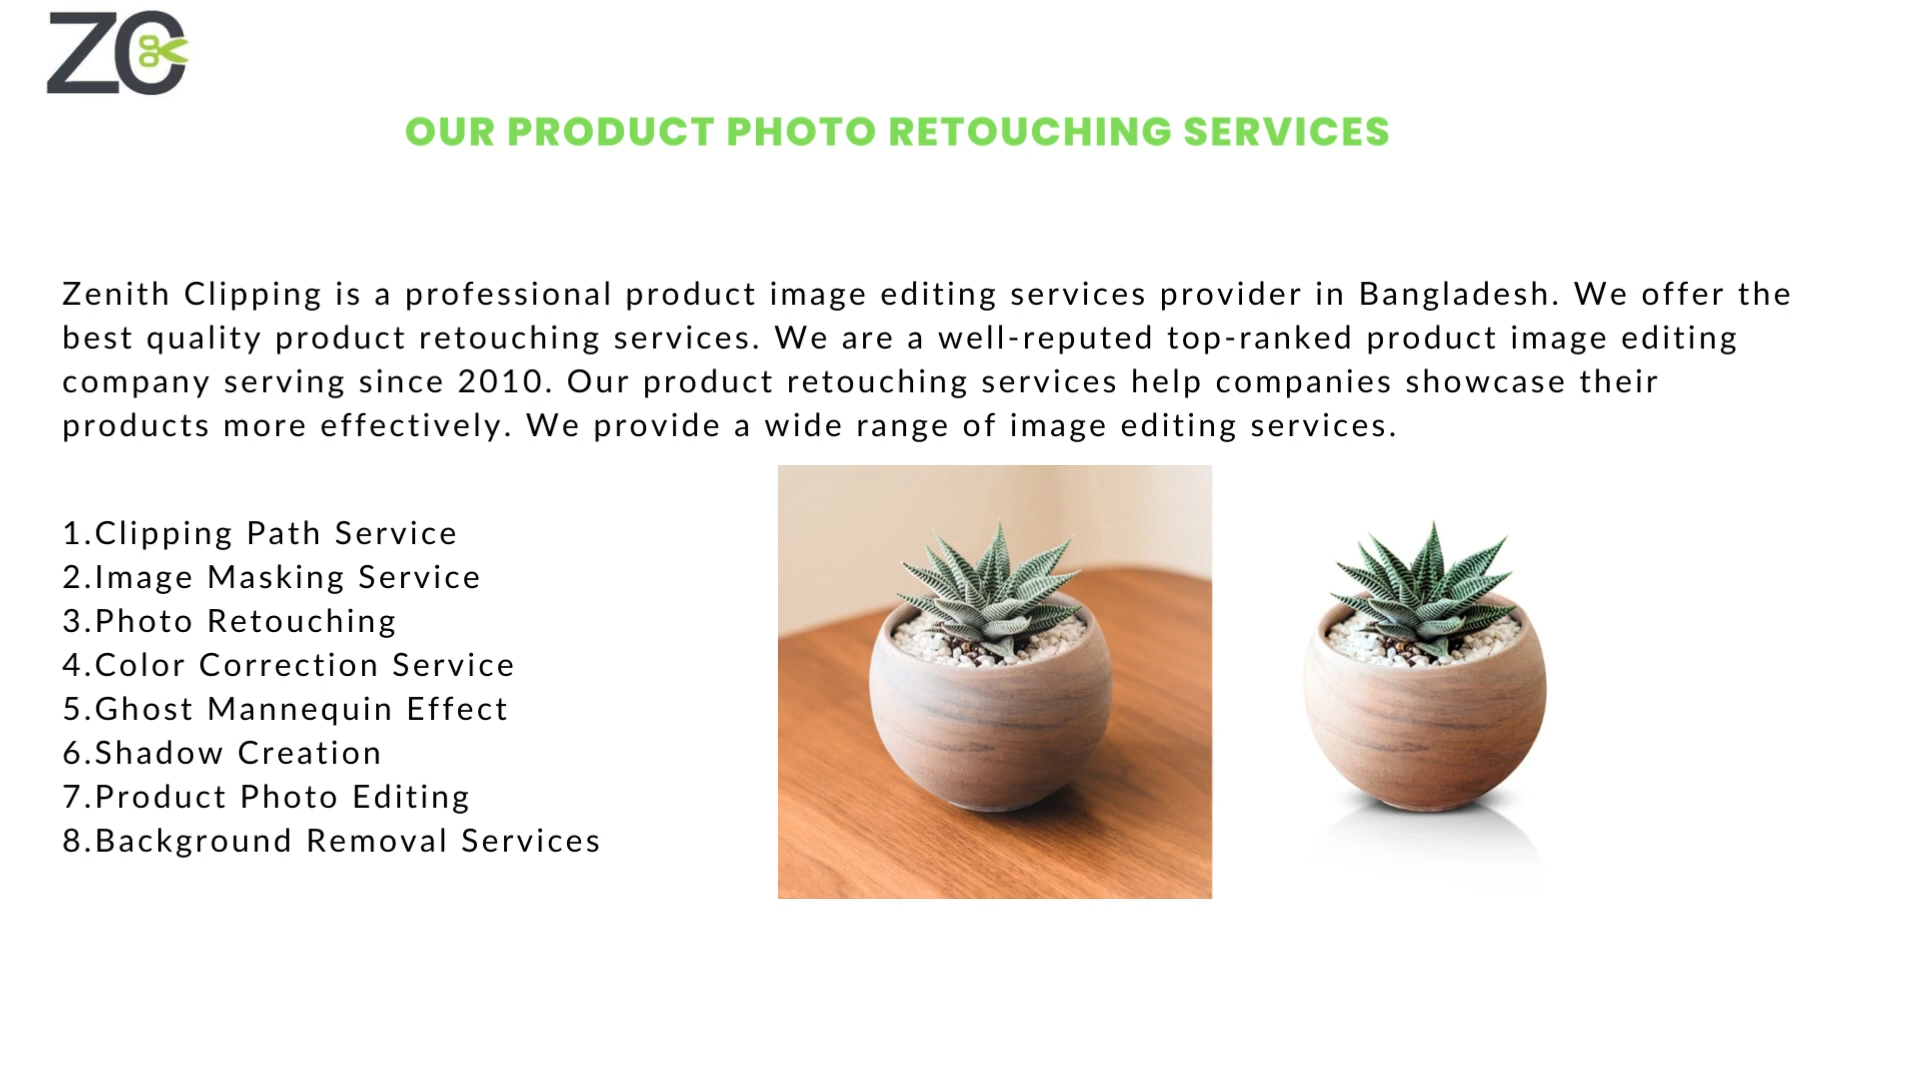 ZC
OUR PRODUCT PHOTO RETOUCHING SERVICES
Zenith Clipping is a professional product image editing services provider in Bangladesh. We offer the
best quality product retouching services. We are a well-reputed top-ranked product image editing
company serving since 2010. Our product retouching services help companies showcase their
products more effectively. We provide a wide range of image editing services.
1.Clipping Path Service
2.Image Masking Service
3.Photo Retouching
4.Color Correction Service
5.Ghost Mannequin Effect
6.Shadow Creation
7.Product Photo Editing
8.Background Removal Services